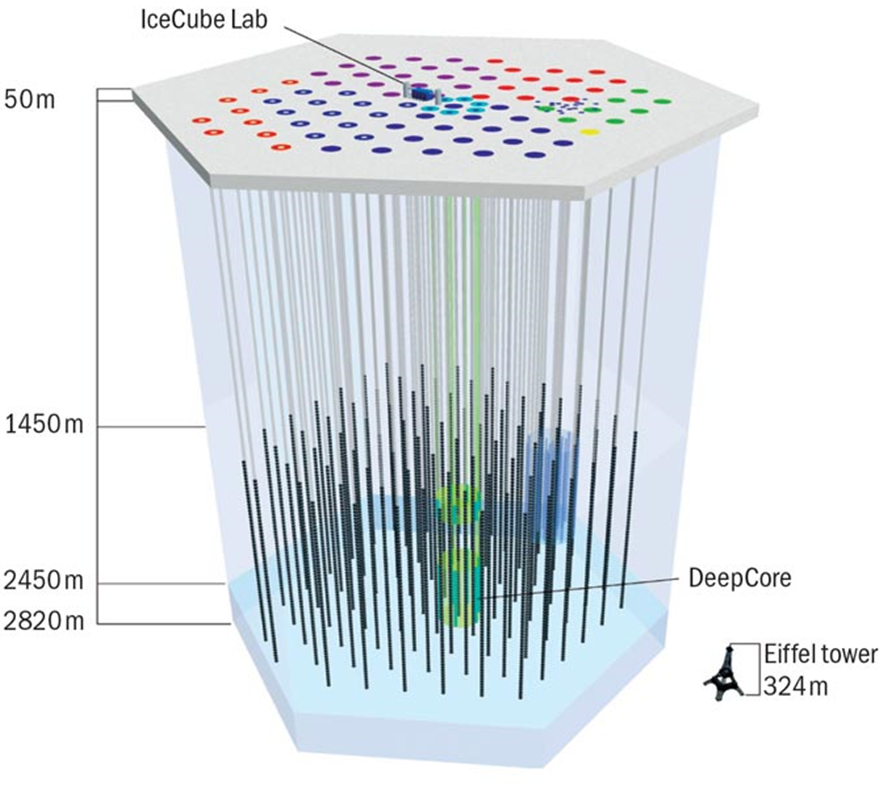 IceCube Lab
50 m
1450 m
2450 m
2820 m
DeepCore
Eiffel tower
324 m